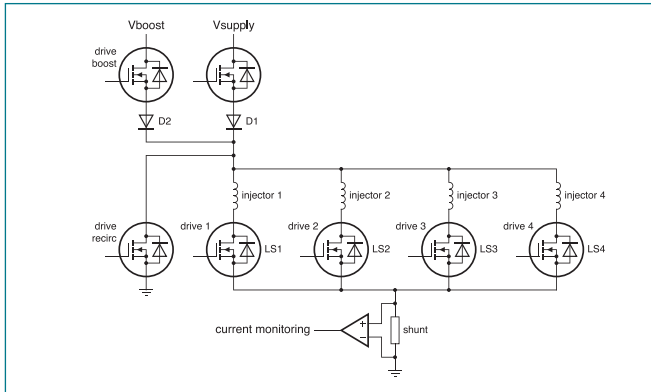 Vboost
Vsupply
drive
boost
D2
D1
injector 1
injector 2
injector 3
injector 4
drive
recirc
drive 1
LS1
drive 2
LS2
drive 3
LS3
drive 4
LS4
current monitoring
+
−
shunt